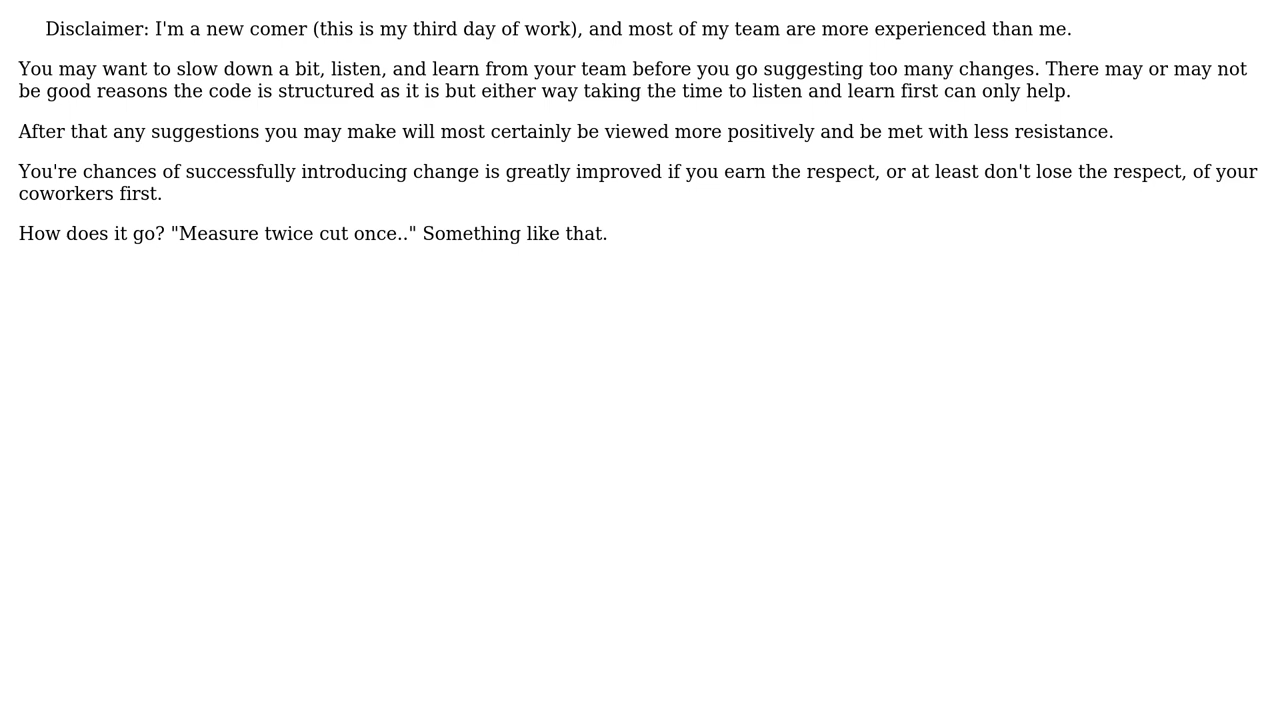 Disclaimer: I'm a new comer (this is my third day of work), and most of my team are more experienced than me.
You may want to slow down a bit, listen, and learn from your team before you go suggesting too many changes. There may or may not
be good reasons the code is structured as it is but either way taking the time to listen and learn first can only help.
After that any suggestions you may make will most certainly be viewed more positively and be met with less resistance.
You're chances of successfully introducing change is greatly improved if you earn the respect, or at least don't lose the respect, of your
coworkers first.
How does it go? "Measure twice cut once.." Something like that.